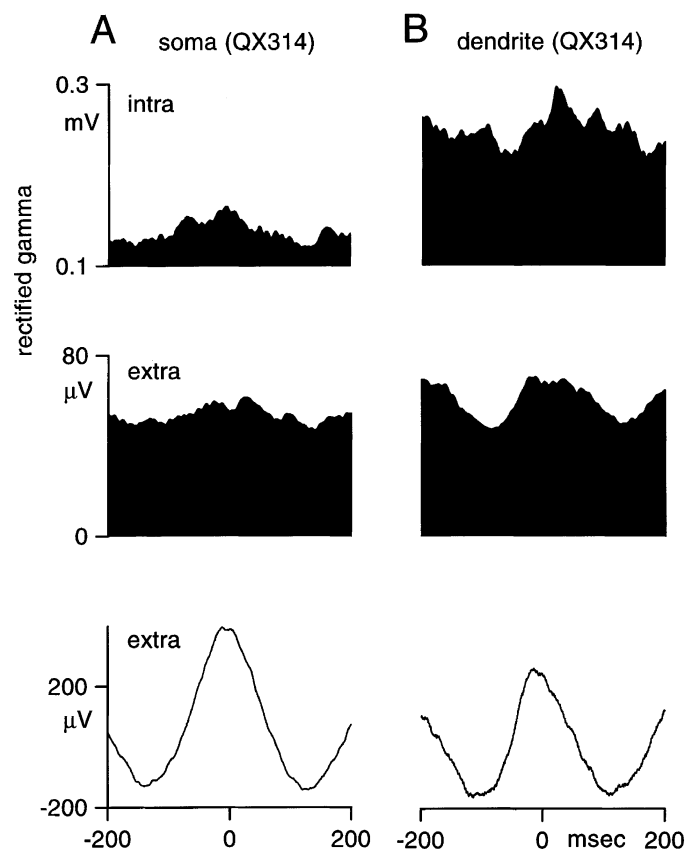 A
soma (QX314)
B
dendrite (QX314)
0.3
mV
intra
0.1
rectified gamma
80
μV
extra
0
extra
200
μV
-200
-200 0 200
-200 0 msec 200